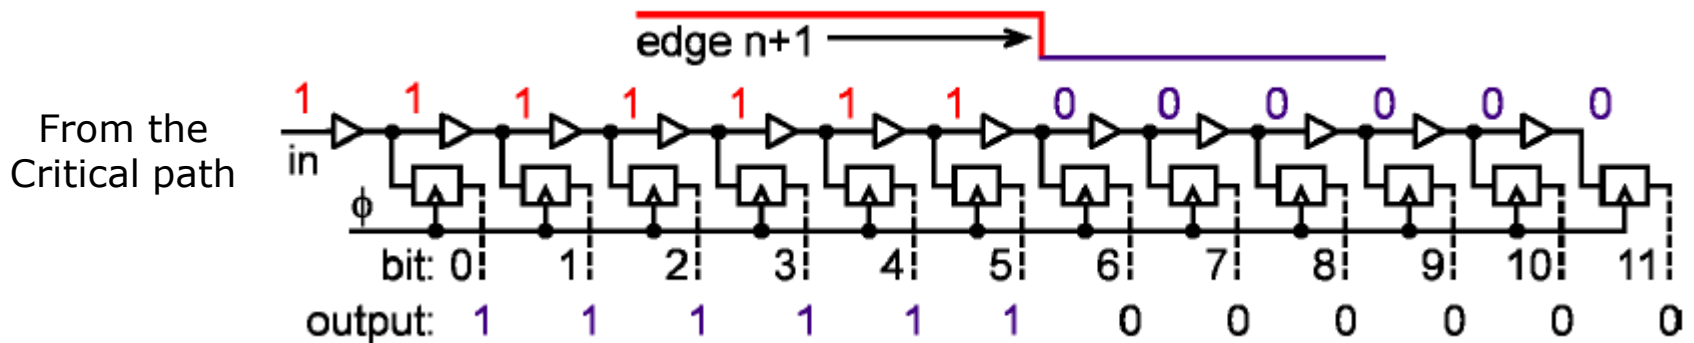 edge n+1
1 1 1 1 1 1 1 0 0 0 0 0 0
From the
Critical path
in
ϕ
bit: 0 1 2 3 4 5 6 7 8 9 10 11
output: 1 1 1 1 1 1 0 0 0 0 0 0